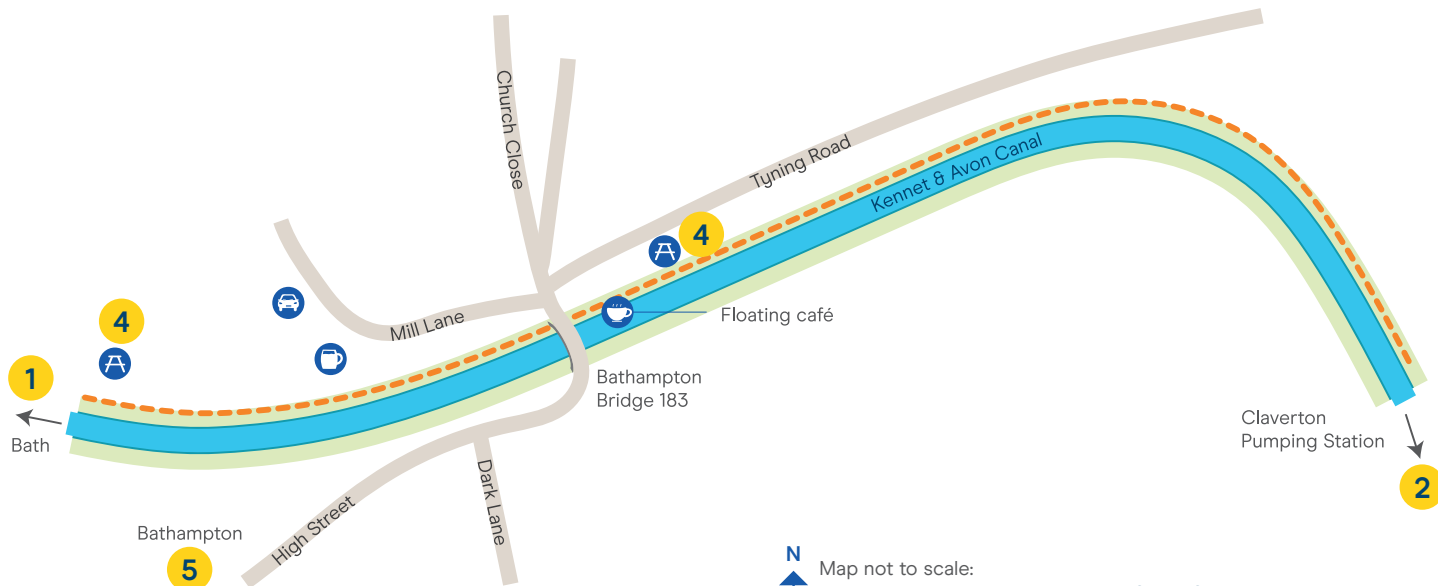 Church Close
Tyning Road
Kennet & Avon Canal
4
4
Mill Lane
Floating café
1
Bath
Bathampton
Bridge 183
Claverton
Pumping Station
2
High Street
Dark Lane
Bathampton
5
N
Map not to scale: